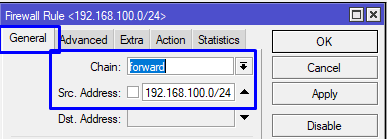 Firewall Rule <192.168.100.0/24>
General Advanced Extra Action Statistics
Chain: forward
Src. Address: 192.168.100.0/24
Dst. Address:
OK
Cancel
Apply
Disable